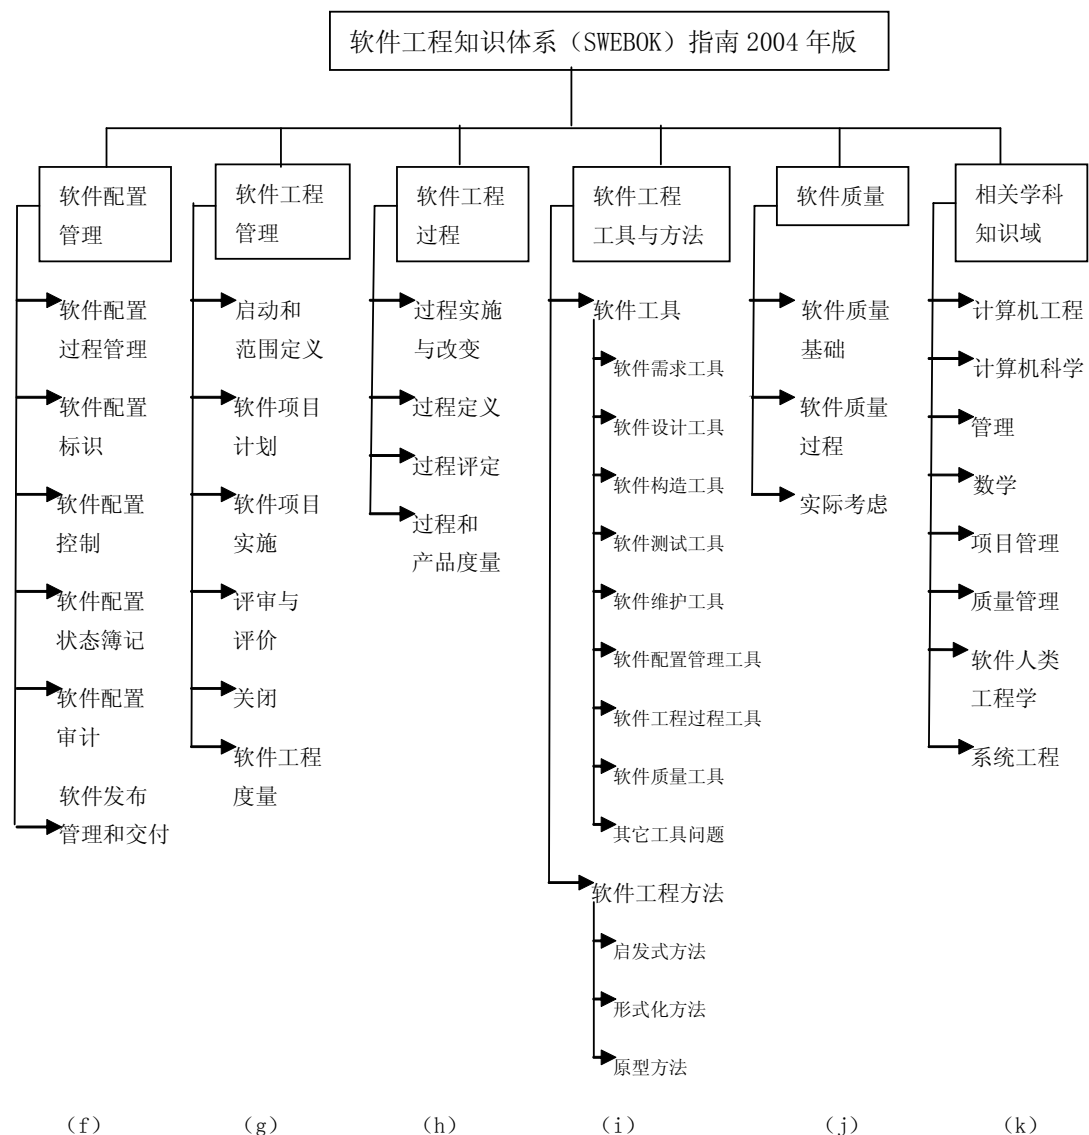 软件工程知识体系（SWEBOK）指南 2004 年版
软件配置
管理
软件配置
过程管理
软件配置
标识
软件配置
控制
软件配置
状态簿记
软件配置
审计
软件发布
管理和交付
（f）
软件工程
管理
启动和
范围定义
软件项目
计划
软件项目
实施
评审与
评价
关闭
软件工程
度量
（g）
软件工程
过程
过程实施
与改变
过程定义
过程评定
过程和
产品度量
（h）
软件工程
工具与方法
软件工具
软件需求工具
软件设计工具
软件构造工具
软件测试工具
软件维护工具
软件配置管理工具
软件工程过程工具
软件质量工具
其它工具问题
软件工程方法
启发式方法
形式化方法
原型方法
（i）
软件质量
软件质量
基础
软件质量
过程
实际考虑
（j）
相关学科
知识域
计算机工程
计算机科学
管理
数学
项目管理
质量管理
软件人类
工程学
系统工程
（k）